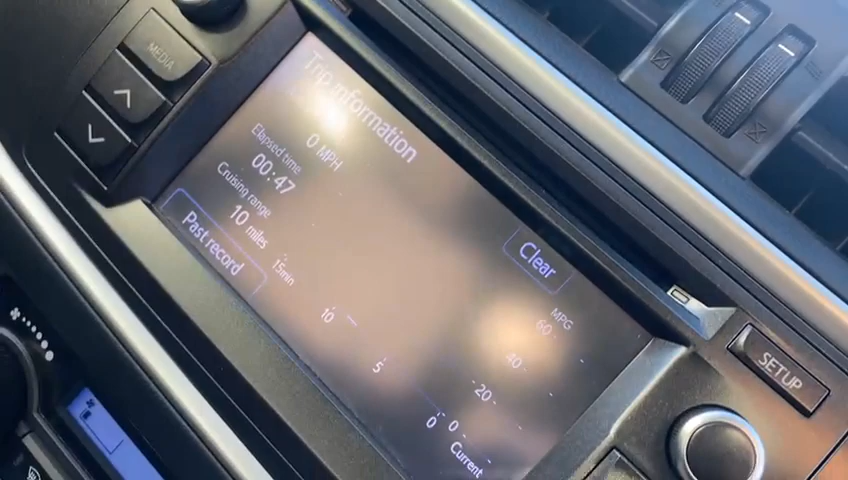 MEDIA
Trip information
0 MPH
Elapsed time
00:47
Cruising range
10 miles
Past record
Clear
15min
10
5
0
MPG
60
40
20
0
Current
SETUP